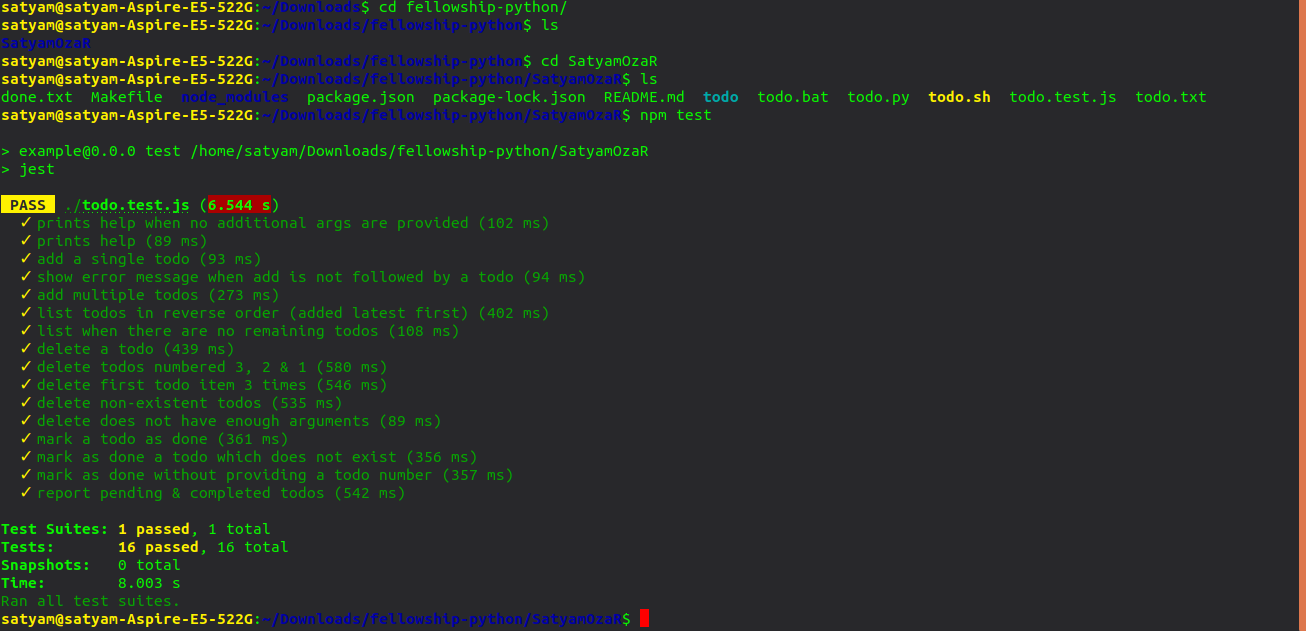 satyam@satyam-Aspire-E5-522G:~/Downloads$ cd fellowship-python/
satyam@satyam-Aspire-E5-522G:~/Downloads/fellowship-python$ ls
SatyamOzaR
satyam@satyam-Aspire-E5-522G:~/Downloads/fellowship-python$ cd SatyamOzaR
satyam@satyam-Aspire-E5-522G:~/Downloads/fellowship-python/SatyamOzaR$ ls
done.txt  Makefile  node_modules  package.json  package-lock.json  README.md  todo  todo.bat  todo.py  todo.sh  todo.test.js  todo.txt
satyam@satyam-Aspire-E5-522G:~/Downloads/fellowship-python/SatyamOzaR$ npm test
> example@0.0.0 test /home/satyam/Downloads/fellowship-python/SatyamOzaR
> jest
PASS ./todo.test.js (6.544 s)
✓ prints help when no additional args are provided (102 ms)
✓ prints help (89 ms)
✓ add a single todo (93 ms)
✓ show error message when add is not followed by a todo (94 ms)
✓ add multiple todos (273 ms)
✓ list todos in reverse order (added latest first) (402 ms)
✓ list when there are no remaining todos (108 ms)
✓ delete a todo (439 ms)
✓ delete todos numbered 3, 2 & 1 (580 ms)
✓ delete first todo item 3 times (546 ms)
✓ delete non-existent todos (535 ms)
✓ delete does not have enough arguments (89 ms)
✓ mark a todo as done (361 ms)
✓ mark as done a todo which does not exist (356 ms)
✓ mark as done without providing a todo number (357 ms)
✓ report pending & completed todos (542 ms)
Test Suites: 1 passed, 1 total
Tests:       16 passed, 16 total
Snapshots:   0 total
Time:        8.003 s
Ran all test suites.
satyam@satyam-Aspire-E5-522G:~/Downloads/fellowship-python/SatyamOzaR$